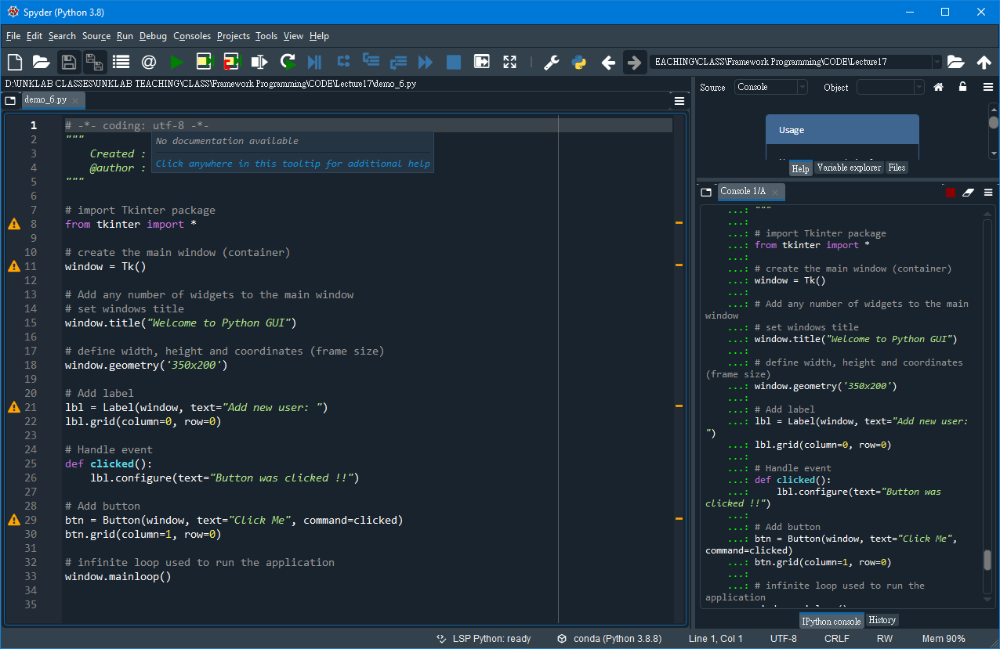 Spyder (Python 3.8)
File Edit Search Source Run Debug Consoles Projects Tools View Help
EACHING\CLASS\Framework Programming\CODE\Lecture17
D:\UNKLAB CLASSES\UNKLAB TEACHING\CLASS\Framework Programming\CODE\Lecture17\demo_6.py
demo_6.py
1 # -*- coding: utf-8 -*-
2 """
3 Created :
4 @author :
5 """
No documentation available
Click anywhere in this tooltip for additional help
6
7 # import Tkinter package
8 from tkinter import *
9
10 # create the main window (container)
11 window = Tk()
12
13 # Add any number of widgets to the main window
14 # set windows title
15 window.title("Welcome to Python GUI")
16
17 # define width, height and coordinates (frame size)
18 window.geometry('350x200')
19
20 # Add label
21 lbl = Label(window, text="Add new user: ")
22 lbl.grid(column=0, row=0)
23
24 # Handle event
25 def clicked():
26 lbl.configure(text="Button was clicked !!")
27
28 # Add button
29 btn = Button(window, text="Click Me", command=clicked)
30 btn.grid(column=1, row=0)
31
32 # infinite loop used to run the application
33 window.mainloop()
34
35
Source Console Object
Usage
Help Variable explorer Files
Console 1/A
...: """
...:
...: # import Tkinter package
...: from tkinter import *
...:
...: # create the main window (container)
...: window = Tk()
...:
...: # Add any number of widgets to the main
window
...: # set windows title
...: window.title("Welcome to Python GUI")
...:
...: # define width, height and coordinates
(frame size)
...: window.geometry('350x200')
...:
...: # Add label
...: lbl = Label(window, text="Add new user:
")
...: lbl.grid(column=0, row=0)
...:
...: # Handle event
...: def clicked():
...: lbl.configure(text="Button was
clicked !!")
...:
...: # Add button
...: btn = Button(window, text="Click Me",
command=clicked)
...: btn.grid(column=1, row=0)
...:
...: # infinite loop used to run the
application
IPython console History
LSP Python: ready conda (Python 3.8.8) Line 1, Col 1 UTF-8 CRLF RW Mem 90%